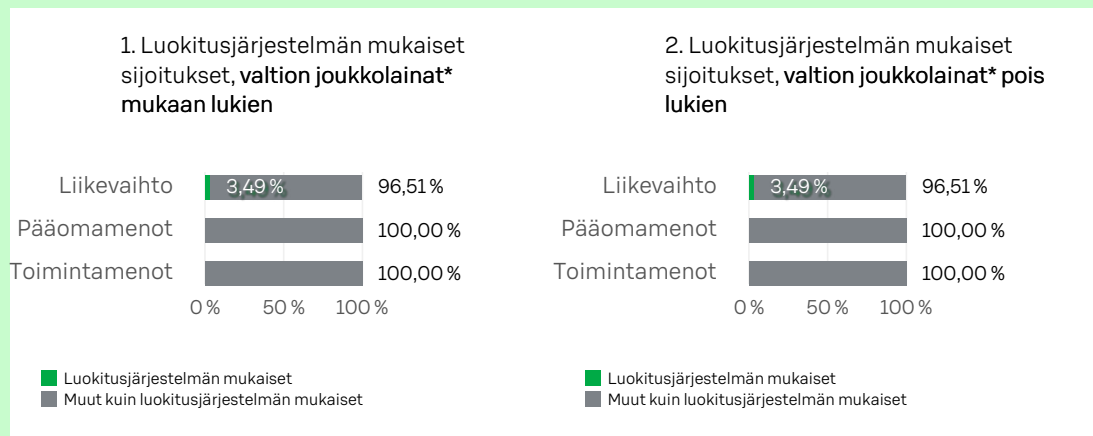 1. Luokitusjärjestelmän mukaiset
sijoitukset, valtion joukkolainat*
mukaan lukien
Liikevaihto 3,49 % 96,51 %
Pääomamenot 100,00 %
Toimintamenot 100,00 %
0 % 50 % 100 %
Luokitusjärjestelmän mukaiset
Muut kuin luokitusjärjestelmän mukaiset
2. Luokitusjärjestelmän mukaiset
sijoitukset, valtion joukkolainat* pois
lukien
Liikevaihto 3,49 % 96,51 %
Pääomamenot 100,00 %
Toimintamenot 100,00 %
0 % 50 % 100 %
Luokitusjärjestelmän mukaiset
Muut kuin luokitusjärjestelmän mukaiset